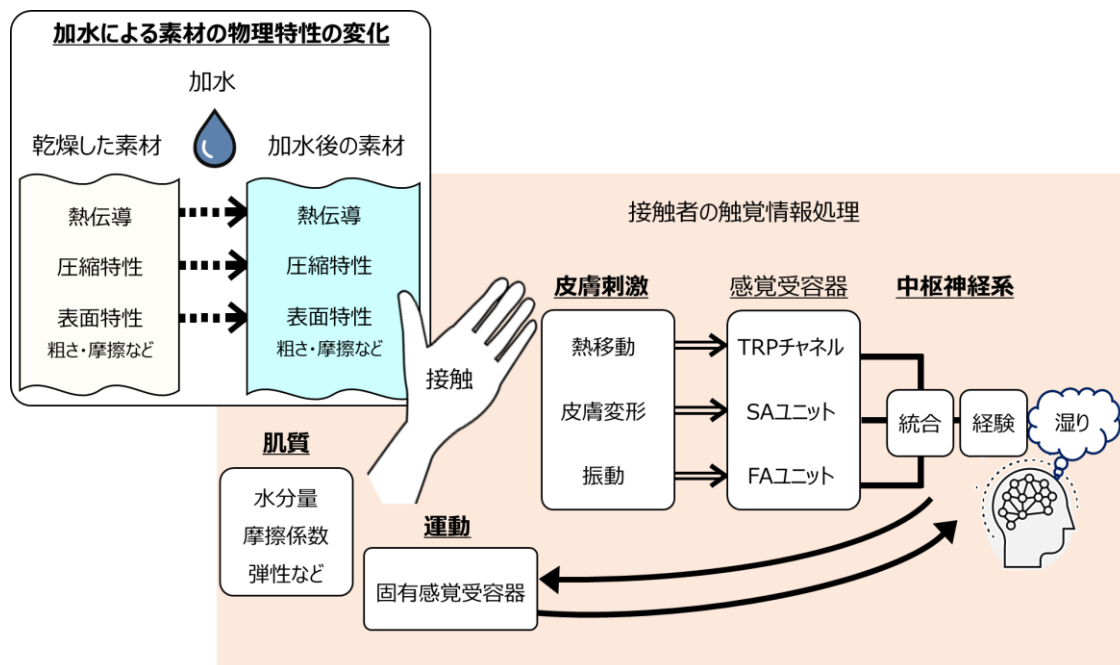 加水による素材の物理特性の変化
加水
乾燥した素材
加水後の素材
熱伝導
圧縮特性
表面特性
粗さ・摩擦など
熱伝導
圧縮特性
表面特性
粗さ・摩擦など
接触
接触者の触覚情報処理
皮膚刺激
熱移動
皮膚変形
振動
感覚受容器
TRPチャネル
SAユニット
FAユニット
中枢神経系
統合
経験
湿り
肌質
水分量
摩擦係数
弾性など
運動
固有感覚受容器